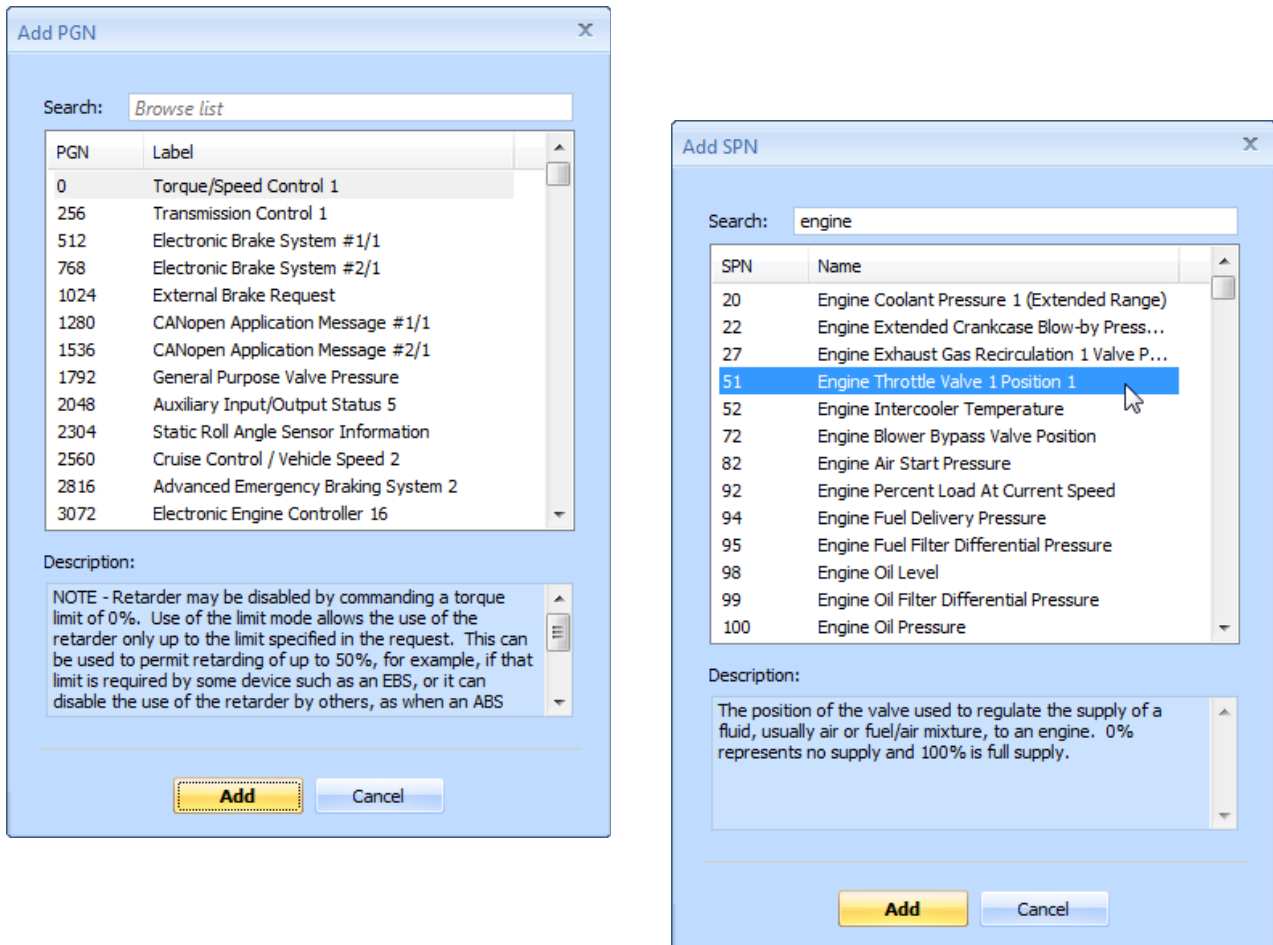 Add PGN
Search: Browse list
PGN Label
0 Torque/Speed Control 1
256 Transmission Control 1
512 Electronic Brake System #1/1
768 Electronic Brake System #2/1
1024 External Brake Request
1280 CANopen Application Message #1/1
1536 CANopen Application Message #2/1
1792 General Purpose Valve Pressure
2048 Auxiliary Input/Output Status 5
2304 Static Roll Angle Sensor Information
2560 Cruise Control / Vehicle Speed 2
2816 Advanced Emergency Braking System 2
3072 Electronic Engine Controller 16
Description:
NOTE - Retarder may be disabled by commanding a torque
limit of 0%. Use of the limit mode allows the use of the
retarder only up to the limit specified in the request. This can
be used to permit retarding of up to 50%, for example, if that
limit is required by some device such as an EBS, or it can
disable the use of the retarder by others, as when an ABS
Add Cancel
Add SPN
Search: engine
SPN Name
20 Engine Coolant Pressure 1 (Extended Range)
22 Engine Extended Crankcase Blow-by Press...
27 Engine Exhaust Gas Recirculation 1 Valve P...
51 Engine Throttle Valve 1 Position 1
52 Engine Intercooler Temperature
72 Engine Blower Bypass Valve Position
82 Engine Air Start Pressure
92 Engine Percent Load At Current Speed
94 Engine Fuel Delivery Pressure
95 Engine Fuel Filter Differential Pressure
98 Engine Oil Level
99 Engine Oil Filter Differential Pressure
100 Engine Oil Pressure
Description:
The position of the valve used to regulate the supply of a
fluid, usually air or fuel/air mixture, to an engine. 0%
represents no supply and 100% is full supply.
Add Cancel